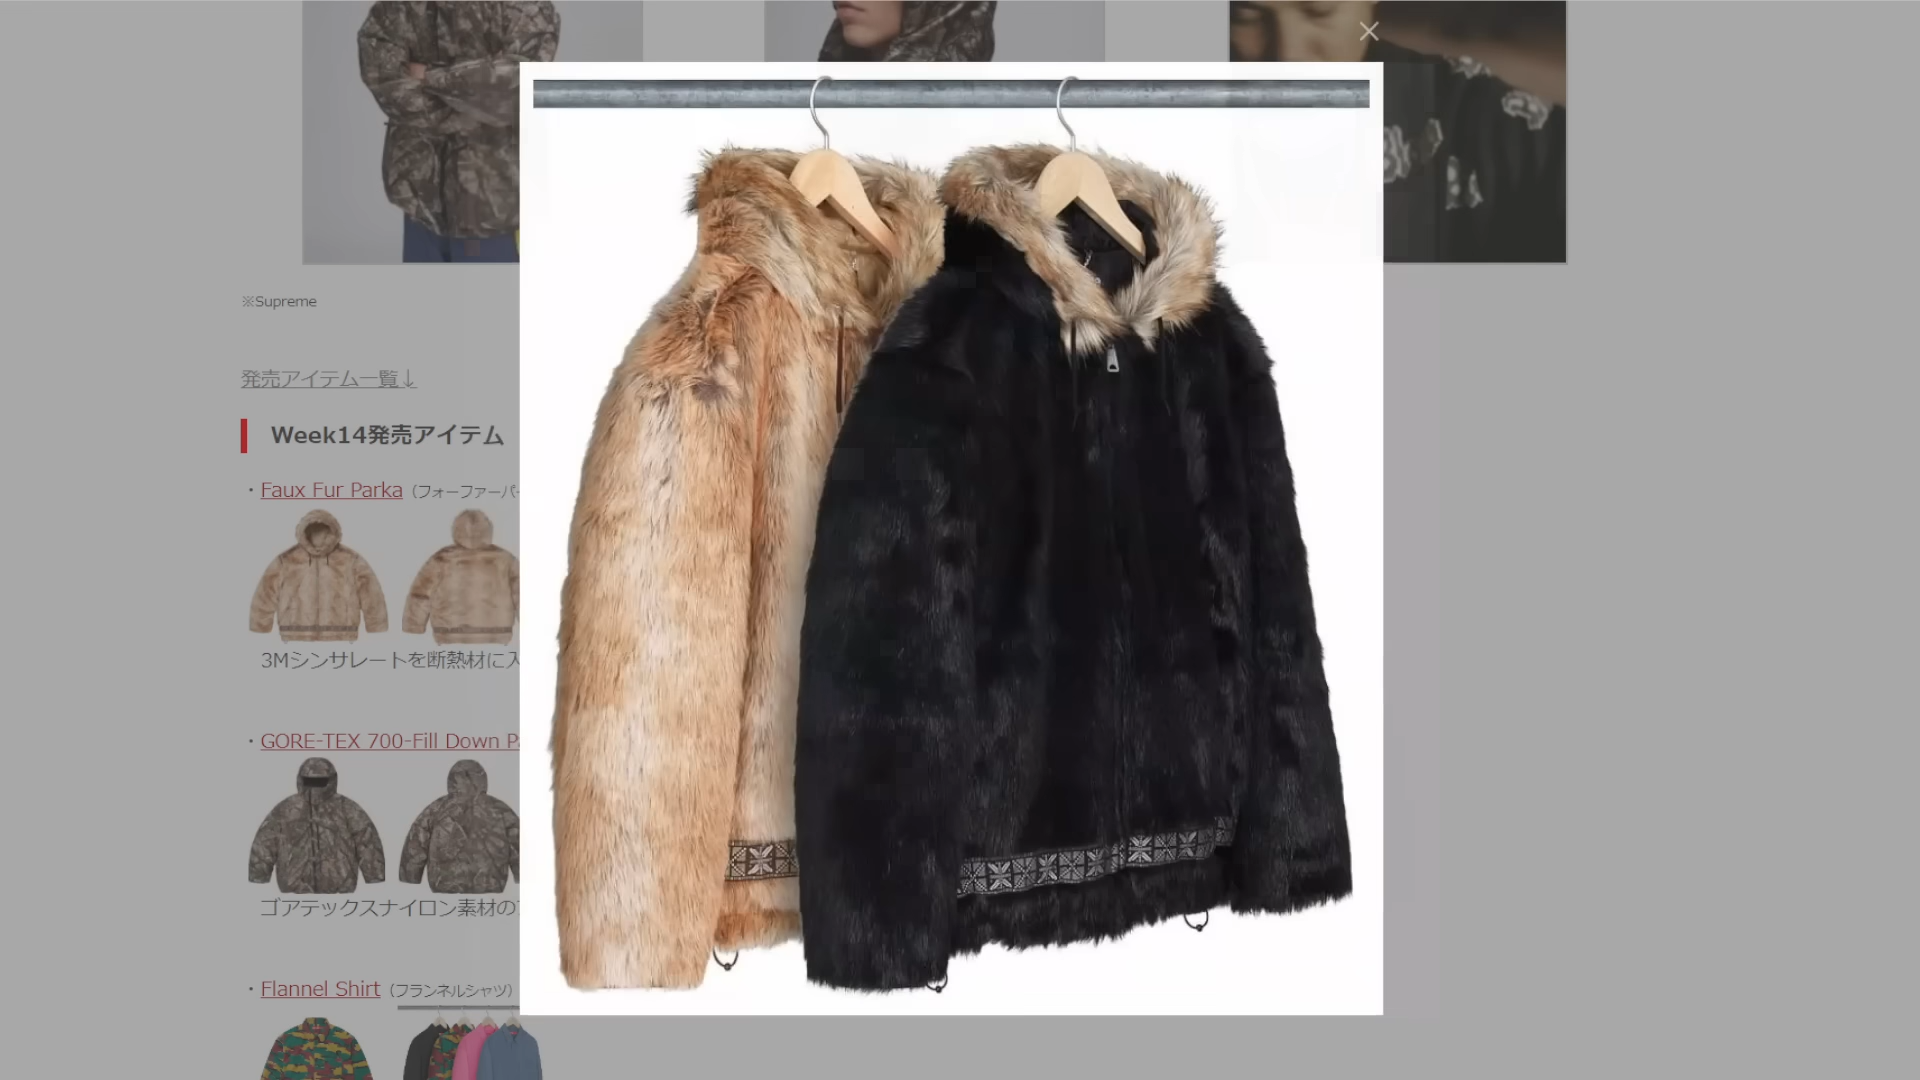 ※Supreme
発売アイテム一覧↓
Week14発売アイテム
・Faux Fur Parka（フォーファーパー
3Mシンサレートを断熱材に入
・GORE-TEX 700-Fill Down P
ゴアテックスナイロン素材の
・Flannel Shirt（フランネルシャツ）